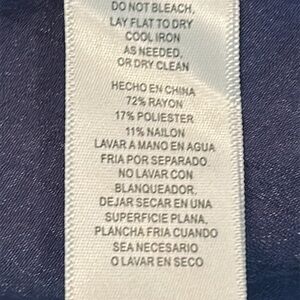 DO NOT BLEACH,
LAY FLAT TO DRY
COOL IRON
AS NEEDED,
OR DRY CLEAN
HECHO EN CHINA
72% RAYON
17% POLIESTER
11% NAILON
LAVAR A MANO EN AGUA
FRIA POR SEPARADO
NO LAVAR CON
BLANQUEADOR,
DEJAR SECAR EN UNA
SUPERFICIE PLANA,
PLANCHA FRIA CUANDO
SEA NECESARIO
O LAVAR EN SECO